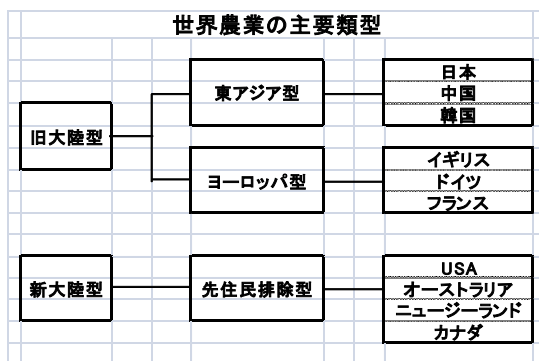 世界農業の主要類型
旧大陸型
東アジア型
日本
中国
韓国
ヨーロッパ型
イギリス
ドイツ
フランス
新大陸型
先住民排除型
USA
オーストラリア
ニュージーランド
カナダ